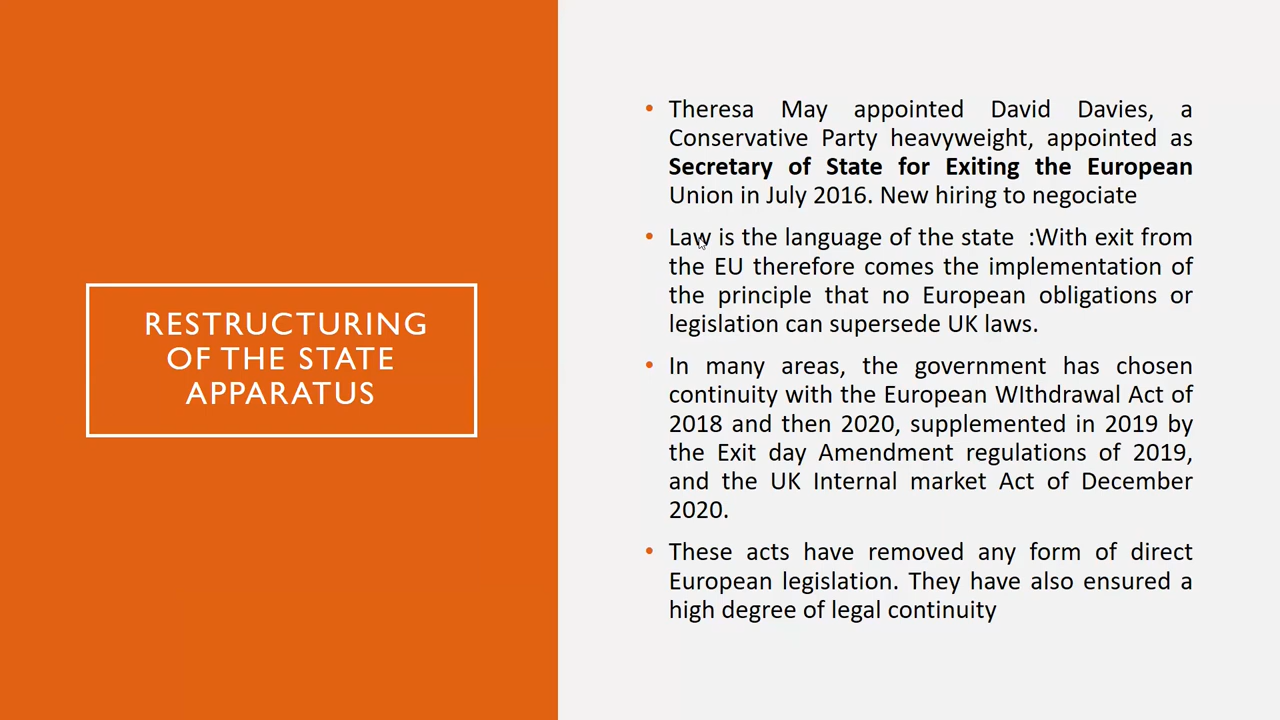 RESTRUCTURING
OF THE STATE
APPARATUS
• Theresa May appointed David Davies, a
Conservative Party heavyweight, appointed as
Secretary of State for Exiting the European
Union in July 2016. New hiring to negociate
• Law is the language of the state :With exit from
the EU therefore comes the implementation of
the principle that no European obligations or
legislation can supersede UK laws.
• In many areas, the government has chosen
continuity with the European WIthdrawal Act of
2018 and then 2020, supplemented in 2019 by
the Exit day Amendment regulations of 2019,
and the UK Internal market Act of December
2020.
• These acts have removed any form of direct
European legislation. They have also ensured a
high degree of legal continuity